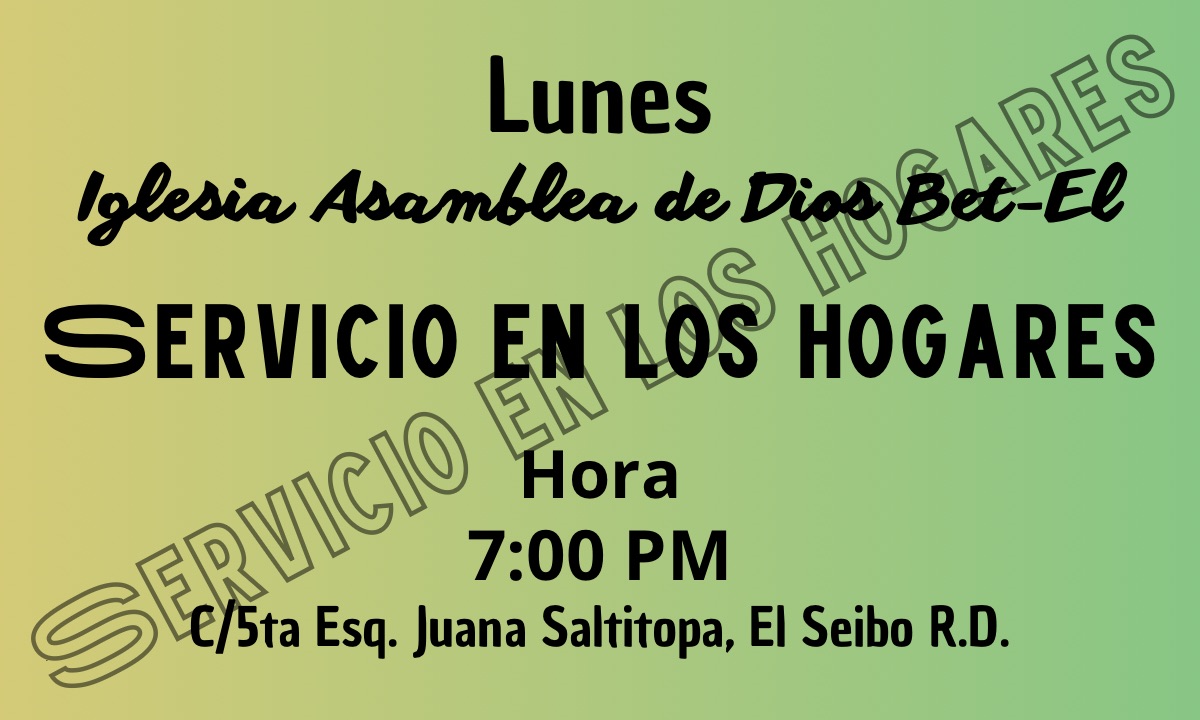 Lunes
Iglesia Asamblea de Dios Bet-El
SERVICIO EN LOS HOGARES
SERVICIO EN LOS HOGARES
Hora
7:00 PM
C/5ta Esq. Juana Saltitopa, El Seibo R.D.